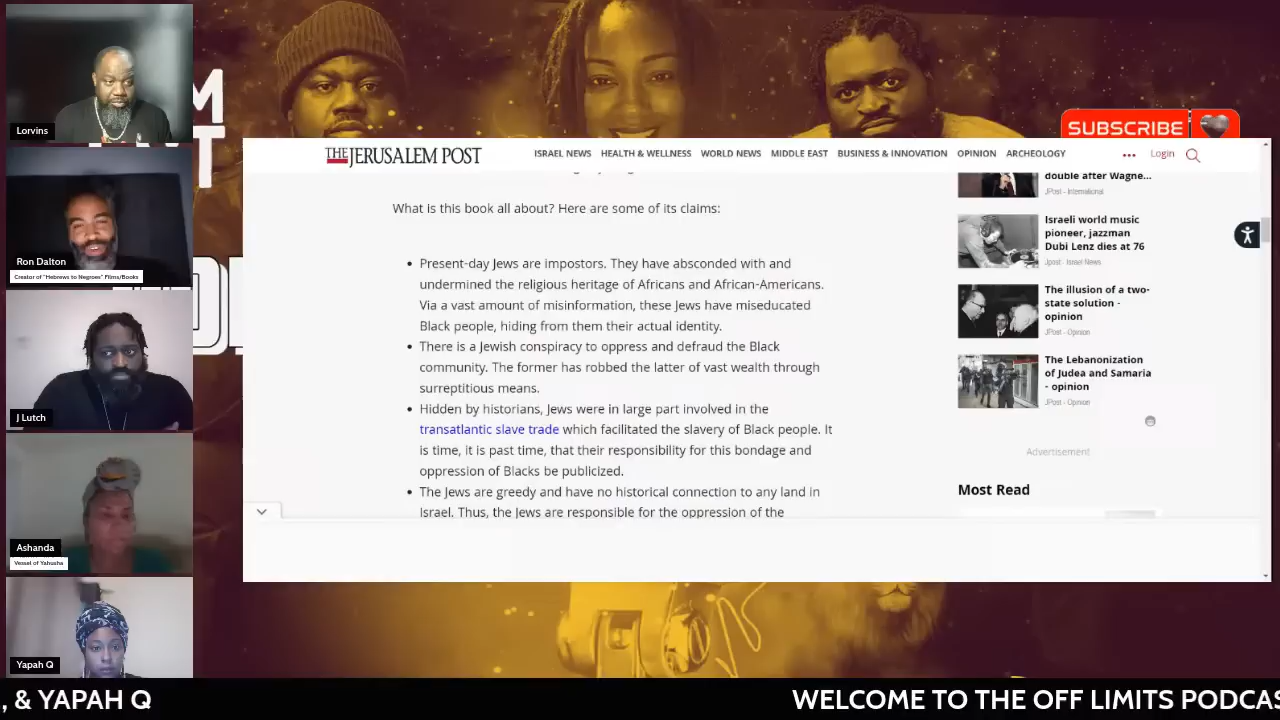 Lorvins
Ron Dalton
Creator of "Hebrews to Negroes" Films/Books
J Lutch
Ashanda
Vessel of Yahusha
Yapah Q
SUBSCRIBE
THE JERUSALEM POST
ISRAEL NEWS HEALTH & WELLNESS WORLD NEWS MIDDLE EAST BUSINESS & INNOVATION OPINION ARCHEOLOGY
••• Login
What is this book all about? Here are some of its claims:
• Present-day Jews are impostors. They have absconded with and
undermined the religious heritage of Africans and African-Americans.
Via a vast amount of misinformation, these Jews have miseducated
Black people, hiding from them their actual identity.
• There is a Jewish conspiracy to oppress and defraud the Black
community. The former has robbed the latter of vast wealth through
surreptitious means.
• Hidden by historians, Jews were in large part involved in the
transatlantic slave trade which facilitated the slavery of Black people. It
is time, it is past time, that their responsibility for this bondage and
oppression of Blacks be publicized.
• The Jews are greedy and have no historical connection to any land in
Israel. Thus, the Jews are responsible for the oppression of the
double after Wagne...
JPost - International
Israeli world music
pioneer, jazzman
Dubi Lenz dies at 76
Jpost - Israel News
The illusion of a two-
state solution -
opinion
JPost - Opinion
The Lebanonization
of Judea and Samaria
- opinion
JPost - Opinion
Advertisement
Most Read
, & YAPAH Q
WELCOME TO THE OFF LIMITS PODCAS